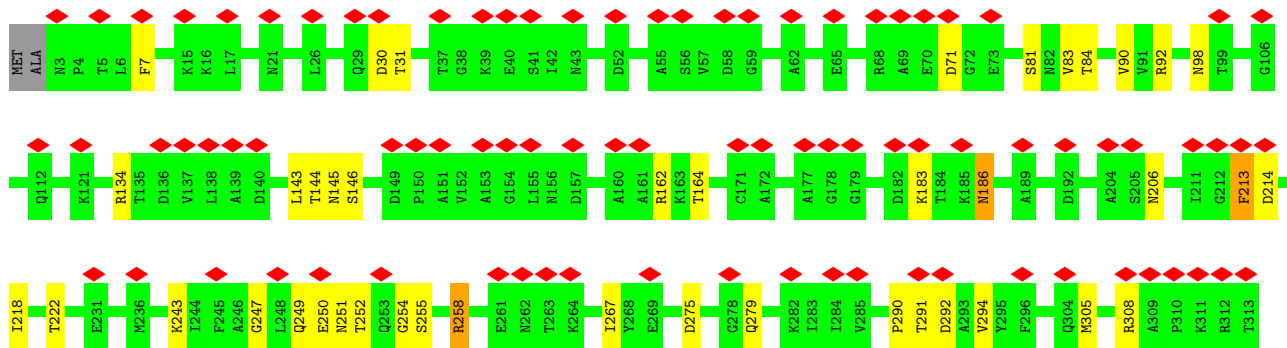 MET ALA N3 P4 T5 L6 F7 K15 K16 L17 N21 L26 Q29 D30 T31 T37 G38 K39 E40 S41 I42 N43 D52 A55 S56 V57 D58 G59 A62 E65 R68 A69 E70 D71 G72 E73 S81 N82 V83 T84 V90 V91 R92 N98 T99 G106
Q112 K121 R134 T135 D136 V137 L138 A139 D140 L143 T144 N145 S146 D149 P150 A151 V152 A153 G154 L155 N156 D157 A160 A161 R162 K163 T164 C171 A172 A177 G178 G179 D182 K183 T184 K185 N186 A189 D192 A204 S205 N206 I211 G212 F213 D214
I218 T222 E231 M236 K243 I244 F245 A246 G247 L248 Q249 E250 N251 T252 Q253 G254 S255 R258 E261 N262 T263 K264 I267 Y268 E269 D275 G278 Q279 K282 I283 I284 V285 P290 T291 D292 A293 V294 Y295 F296 Q304 M305 R308 A309 P310 K311 R312 T313